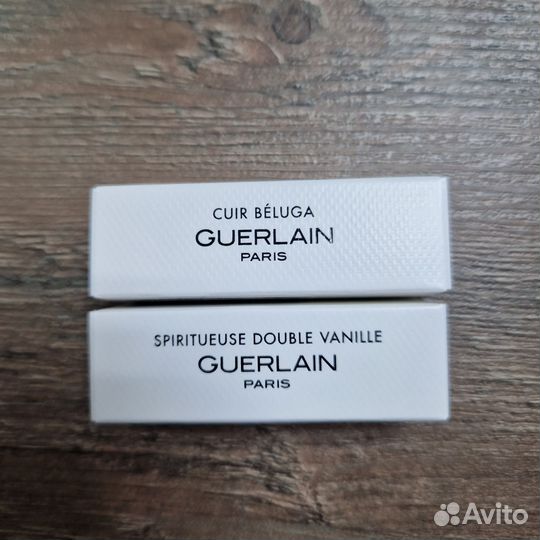 CUIR BÉLUGA
GUERLAIN
PARIS
SPIRITUEUSE DOUBLE VANILLE
GUERLAIN
PARIS
Avito